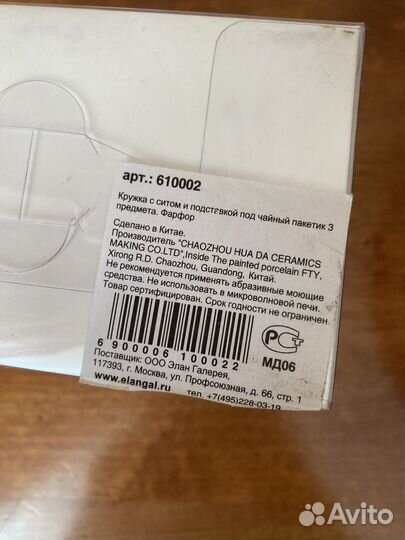 арт.: 610002
Кружка с ситом и подставкой под чайный пакетик 3
предмета. Фарфор
Сделано в Китае.
Производитель "CHAOZHOU HUA DA CERAMICS
MAKING CO.LTD",Inside The painted porcelain FTY,
Xirong R.D. Chaozhou, Guandong, Китай.
Не рекомендуется применять абразивные моющие
средства. Не использовать в микроволновой печи.
Товар сертифицирован. Срок годности не ограничен
6 900006 100022
РСТ
МД06
Поставщик: ООО Элан Галерея,
117393, г. Москва, ул. Профсоюзная, д. 66, стр. 1
www.elangal.ru тел. +7(495)228-03-19
Avito